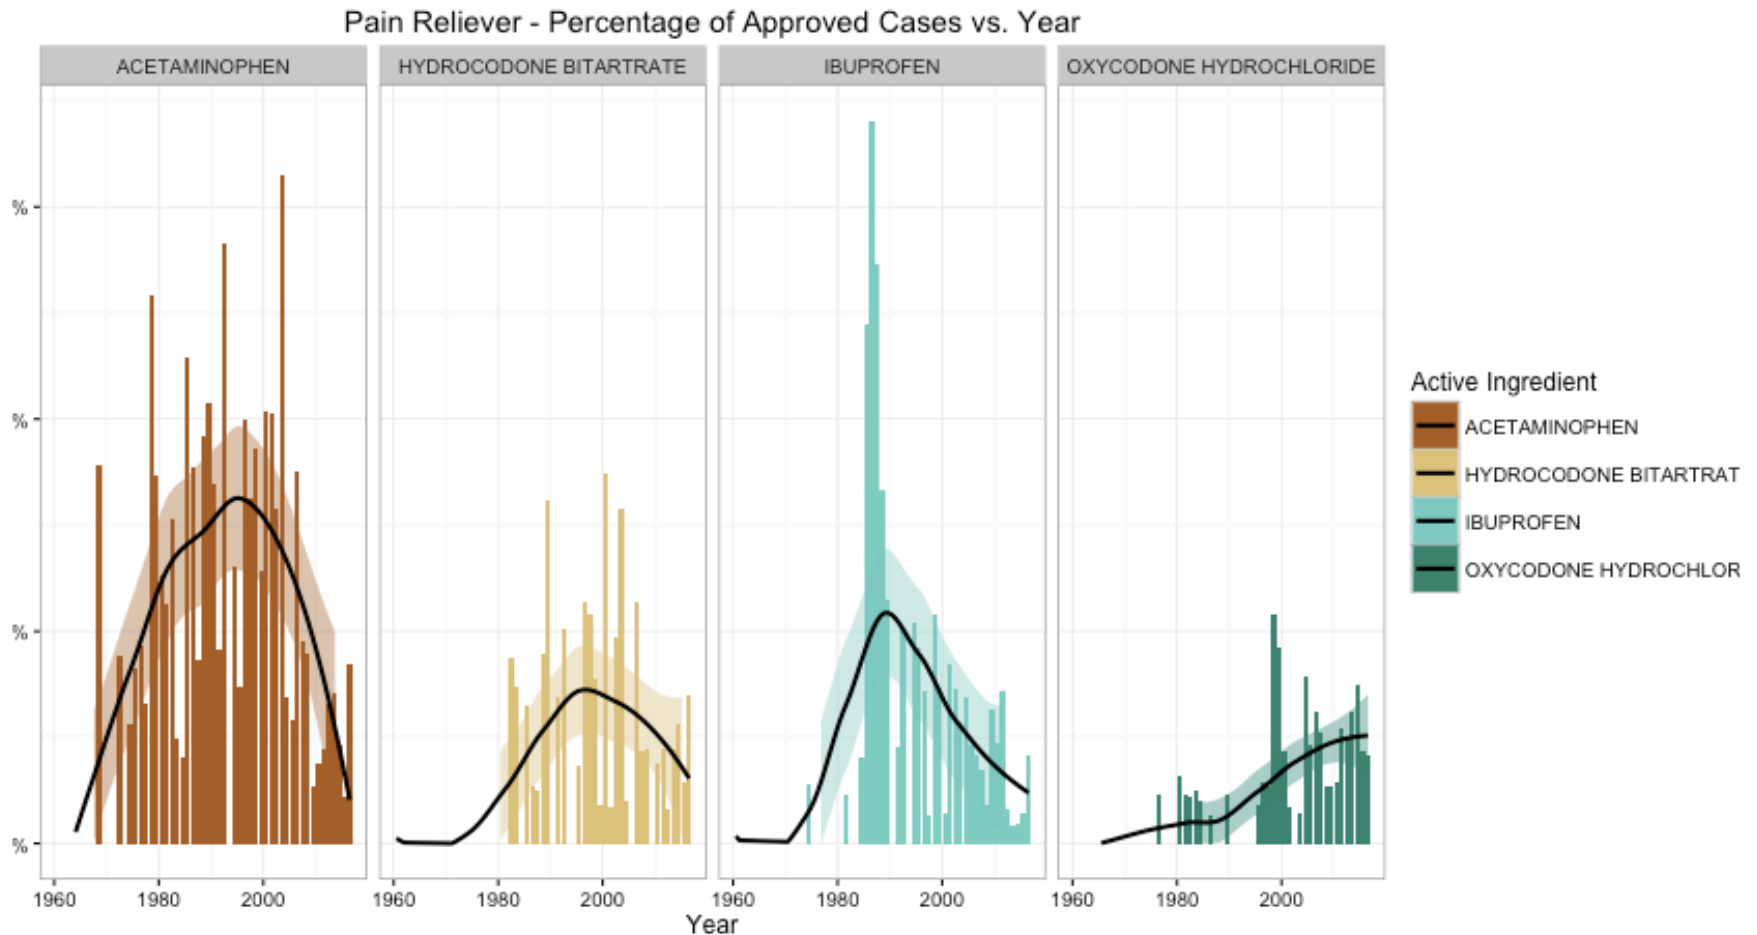 Pain Reliever - Percentage of Approved Cases vs. Year
ACETAMINOPHEN
HYDROCODONE BITARTRATE
IBUPROFEN
OXYCODONE HYDROCHLORIDE
%
%
%
%
1960 1980 2000
1960 1980 2000
1960 1980 2000
1960 1980 2000
Year
Active Ingredient
ACETAMINOPHEN
HYDROCODONE BITARTRAT
IBUPROFEN
OXYCODONE HYDROCHLOR